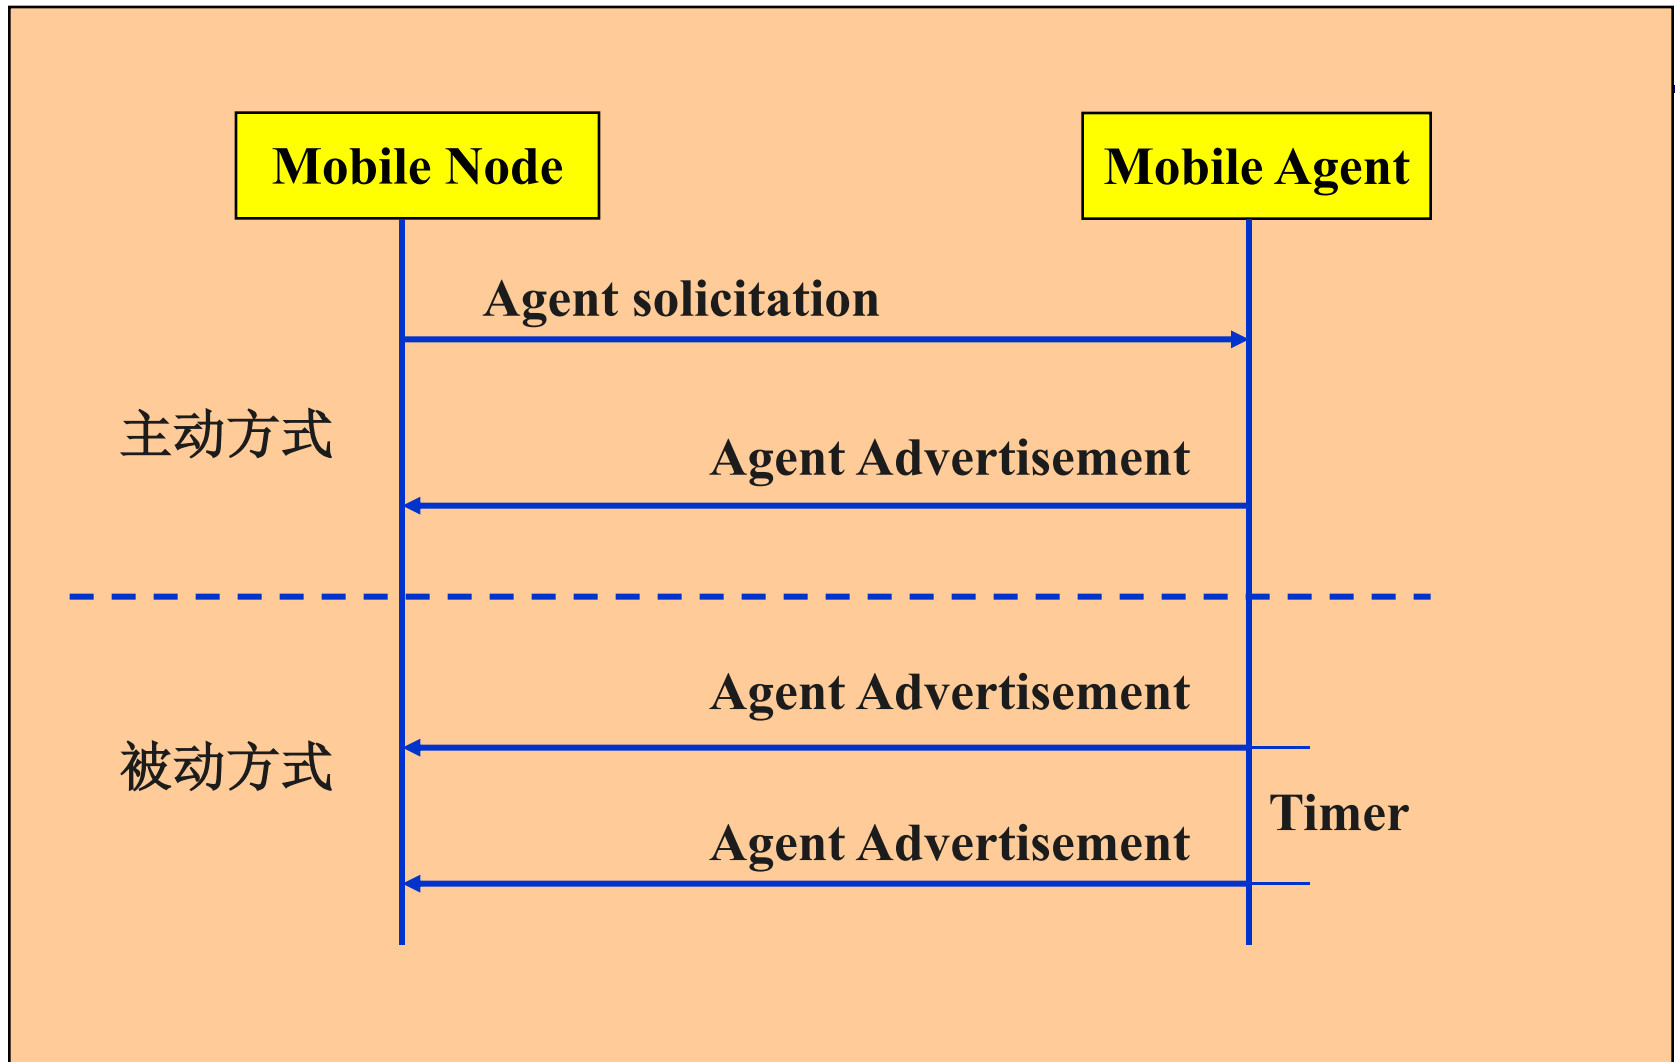 Mobile Node
Mobile Agent
Agent solicitation
主动方式
Agent Advertisement
Agent Advertisement
被动方式
Timer
Agent Advertisement